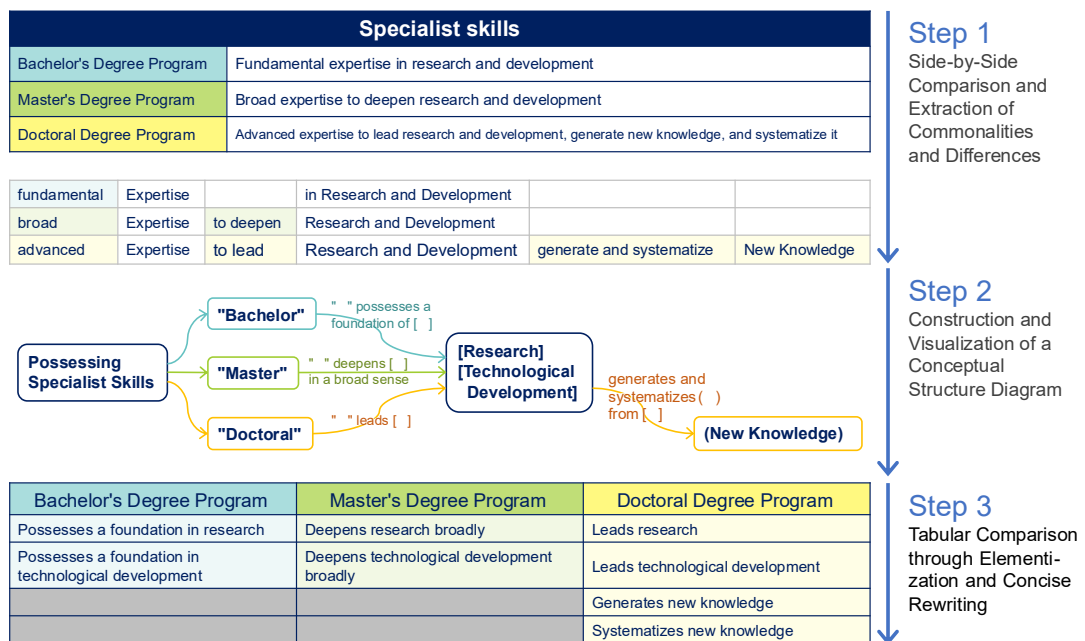 Specialist skills
Bachelor's Degree Program Fundamental expertise in research and development
Master's Degree Program Broad expertise to deepen research and development
Doctoral Degree Program Advanced expertise to lead research and development, generate new knowledge, and systematize it
Step 1
Side-by-Side
Comparison and
Extraction of
Commonalities
and Differences
fundamental Expertise in Research and Development
broad Expertise to deepen Research and Development
advanced Expertise to lead Research and Development generate and systematize New Knowledge
Step 2
Construction and
Visualization of a
Conceptual
Structure Diagram
Possessing
Specialist Skills
"Bachelor"
" " possesses a
foundation of [ ]
"Master"
" " deepens [ ]
in a broad sense
"Doctoral"
" " leads [ ]
[Research]
[Technological
Development]
generates and
systematizes ( )
from [ ]
(New Knowledge)
Step 3
Tabular Comparison
through Elementi-
zation and Concise
Rewriting
Bachelor's Degree Program Master's Degree Program Doctoral Degree Program
Possesses a foundation in research Deepens research broadly Leads research
Possesses a foundation in
technological development
Deepens technological development
broadly
Leads technological development
Generates new knowledge
Systematizes new knowledge